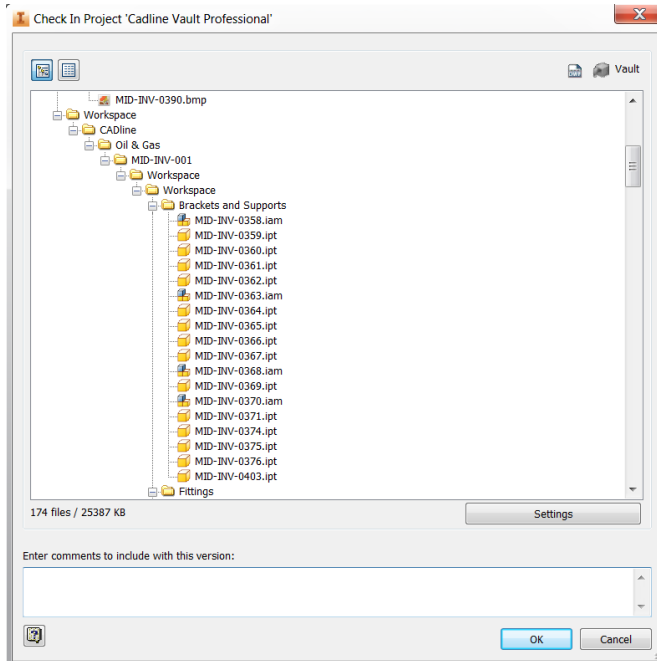 Check In Project 'Cadline Vault Professional'
Vault
MID-INV-0390.bmp
Workspace
CADline
Oil & Gas
MID-INV-001
Workspace
Workspace
Brackets and Supports
MID-INV-0358.iam
MID-INV-0359.ipt
MID-INV-0360.ipt
MID-INV-0361.ipt
MID-INV-0362.ipt
MID-INV-0363.iam
MID-INV-0364.ipt
MID-INV-0365.ipt
MID-INV-0366.ipt
MID-INV-0367.ipt
MID-INV-0368.iam
MID-INV-0369.ipt
MID-INV-0370.iam
MID-INV-0371.ipt
MID-INV-0374.ipt
MID-INV-0375.ipt
MID-INV-0376.ipt
MID-INV-0403.ipt
Fittings
174 files / 25387 KB
Settings
Enter comments to include with this version:
OK
Cancel